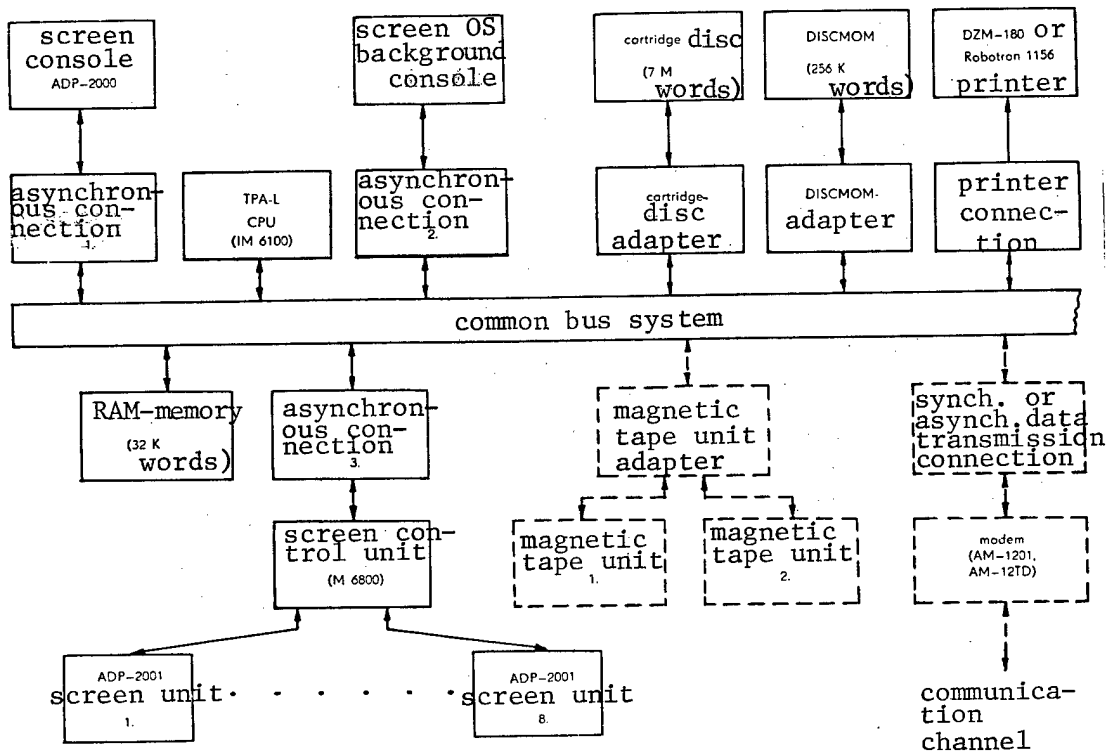 screen
console
ADP-2000
screen OS
background
console
cartridge disc
(7 M
words)
DISCMOM
(256 K
words)
DZM-180 or
Robotron 1156
printer
asynchron-
ous con-
nection
1.
TPA-L
CPU
(IM 6100)
asynchron-
ous con-
nection
2.
cartridge-
disc
adapter
DISCMOM-
adapter
printer
connec-
tion
common bus system
RAM-memory
(32 K
words)
asynchron-
ous con-
nection
3.
magnetic
tape unit
adapter
synch. or
asynch.data
transmission
connection
screen con-
trol unit
(M 6800)
magnetic
tape unit
1.
magnetic
tape unit
2.
modem
(AM-1201,
AM-12TD)
ADP-2001
screen unit
1.
ADP-2001
screen unit
8.
communica-
tion
channel